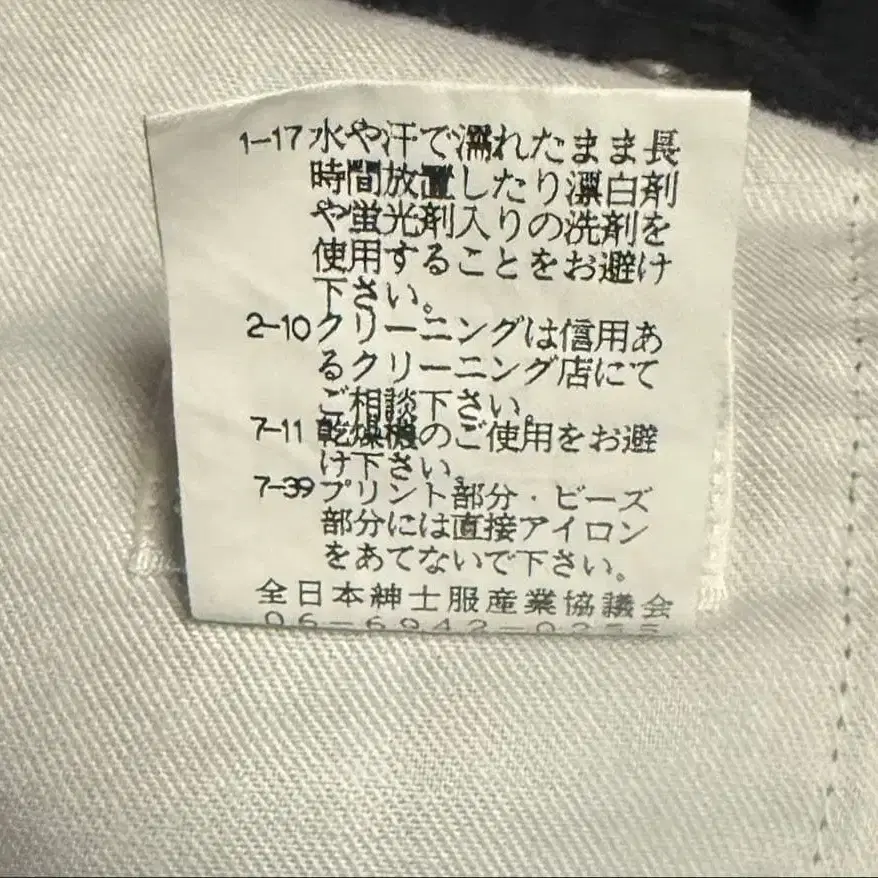 1-17 水や汗で濡れたまま長
時間放置したり漂白剤
や蛍光剤入りの洗剤を
使用することをお避け
下さい。
2-10 クリーニングは信用あ
るクリーニング店にて
ご相談下さい。
7-11 乾燥機のご使用をお避
け下さい。
7-39 プリント部分・ビーズ
部分には直接アイロン
をあてないで下さい。
全日本紳士服産業協議会
06-6942-0255